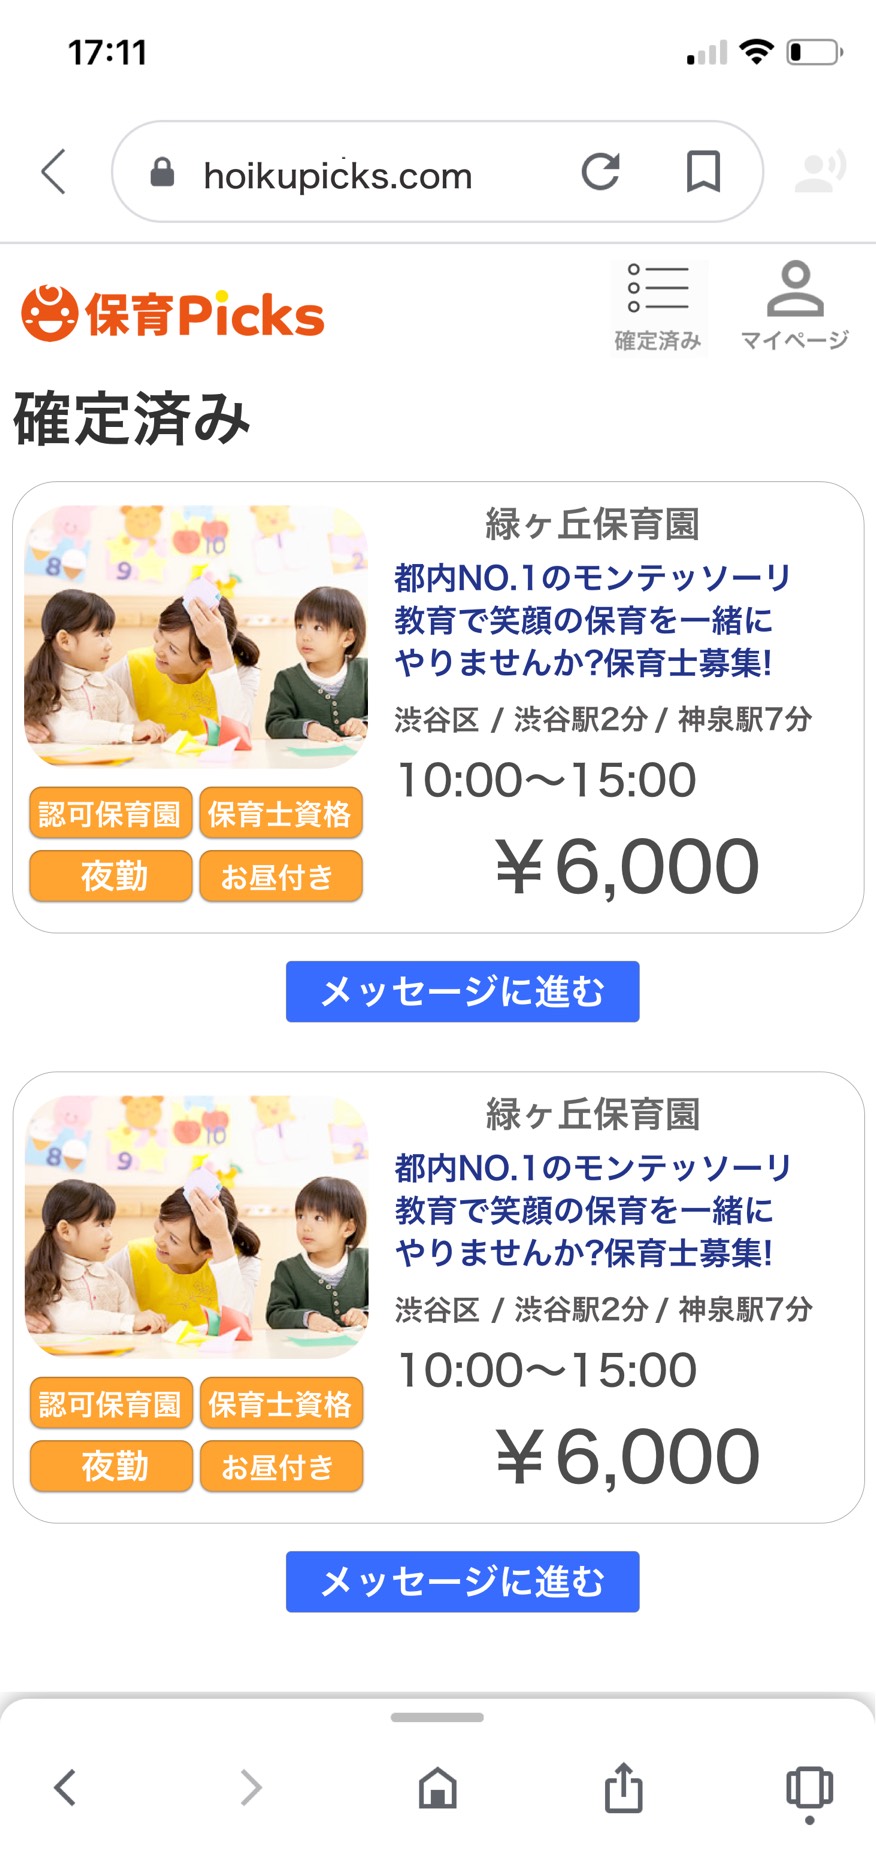 17:11
hoikupicks.com
保育Picks
確定済み
マイページ
確定済み
緑ヶ丘保育園
都内NO.1のモンテッソーリ
教育で笑顔の保育を一緒に
やりませんか?保育士募集!
渋谷区 / 渋谷駅2分 / 神泉駅7分
10:00〜15:00
¥6,000
8
9
10
2
認可保育園
保育士資格
夜勤
お昼付き
メッセージに進む
緑ヶ丘保育園
都内NO.1のモンテッソーリ
教育で笑顔の保育を一緒に
やりませんか?保育士募集!
渋谷区 / 渋谷駅2分 / 神泉駅7分
10:00〜15:00
¥6,000
8
9
10
2
認可保育園
保育士資格
夜勤
お昼付き
メッセージに進む